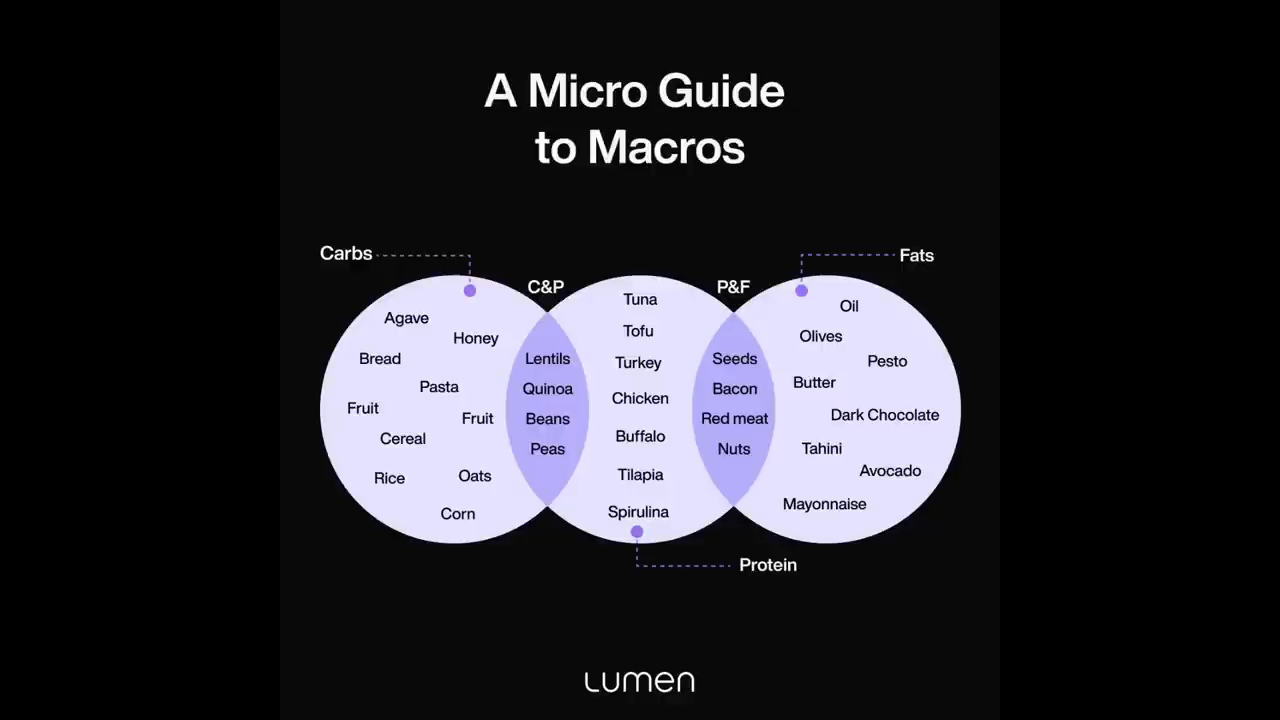 A Micro Guide
to Macros
Carbs
Fats
C&P
P&F
Agave
Honey
Bread
Pasta
Fruit
Fruit
Cereal
Rice
Oats
Corn
Lentils
Quinoa
Beans
Peas
Tuna
Tofu
Turkey
Chicken
Buffalo
Tilapia
Spirulina
Seeds
Bacon
Red meat
Nuts
Oil
Olives
Pesto
Butter
Dark Chocolate
Tahini
Avocado
Mayonnaise
Protein
Lumen